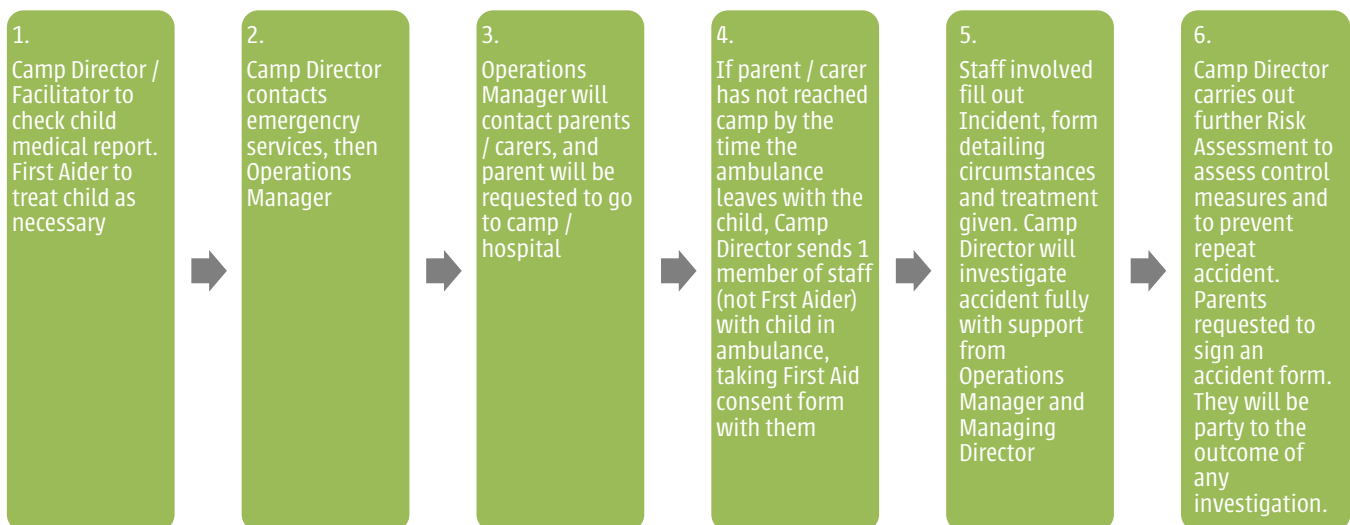 1.
Camp Director /
Facilitator to
check child
medical report.
First Aider to
treat child as
necessary
2.
Camp Director
contacts
emergency
services, then
Operations
Manager
3.
Operations
Manager will
contact parents
/ carers, and
parent will be
requested to go
to camp /
hospital
4.
If parent / carer
has not reached
camp by the
time the
ambulance
leaves with the
child, Camp
Director sends 1
member of staff
(not Frst Aider)
with child in
ambulance,
taking First Aid
consent form
with them
5.
Staff involved
fill out
Incident, form
detailing
circumstances
and treatment
given. Camp
Director will
investigate
accident fully
with support
from
Operations
Manager and
Managing
Director
6.
Camp Director
carries out
further Risk
Assessment to
assess control
measures and
to prevent
repeat
accident.
Parents
requested to
sign an
accident form.
They will be
party to the
outcome of
any
investigation.